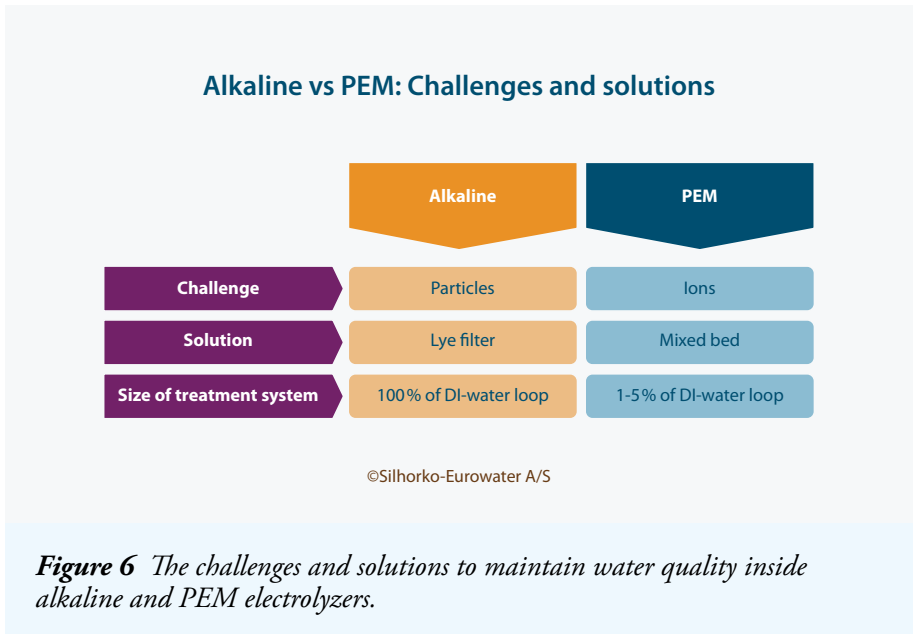 Alkaline vs PEM: Challenges and solutions
Alkaline
PEM
Challenge
Particles
Ions
Solution
Lye filter
Mixed bed
Size of treatment system
100% of DI-water loop
1-5% of DI-water loop
©Silhorko-Eurowater A/S
Figure 6 The challenges and solutions to maintain water quality inside
alkaline and PEM electrolyzers.